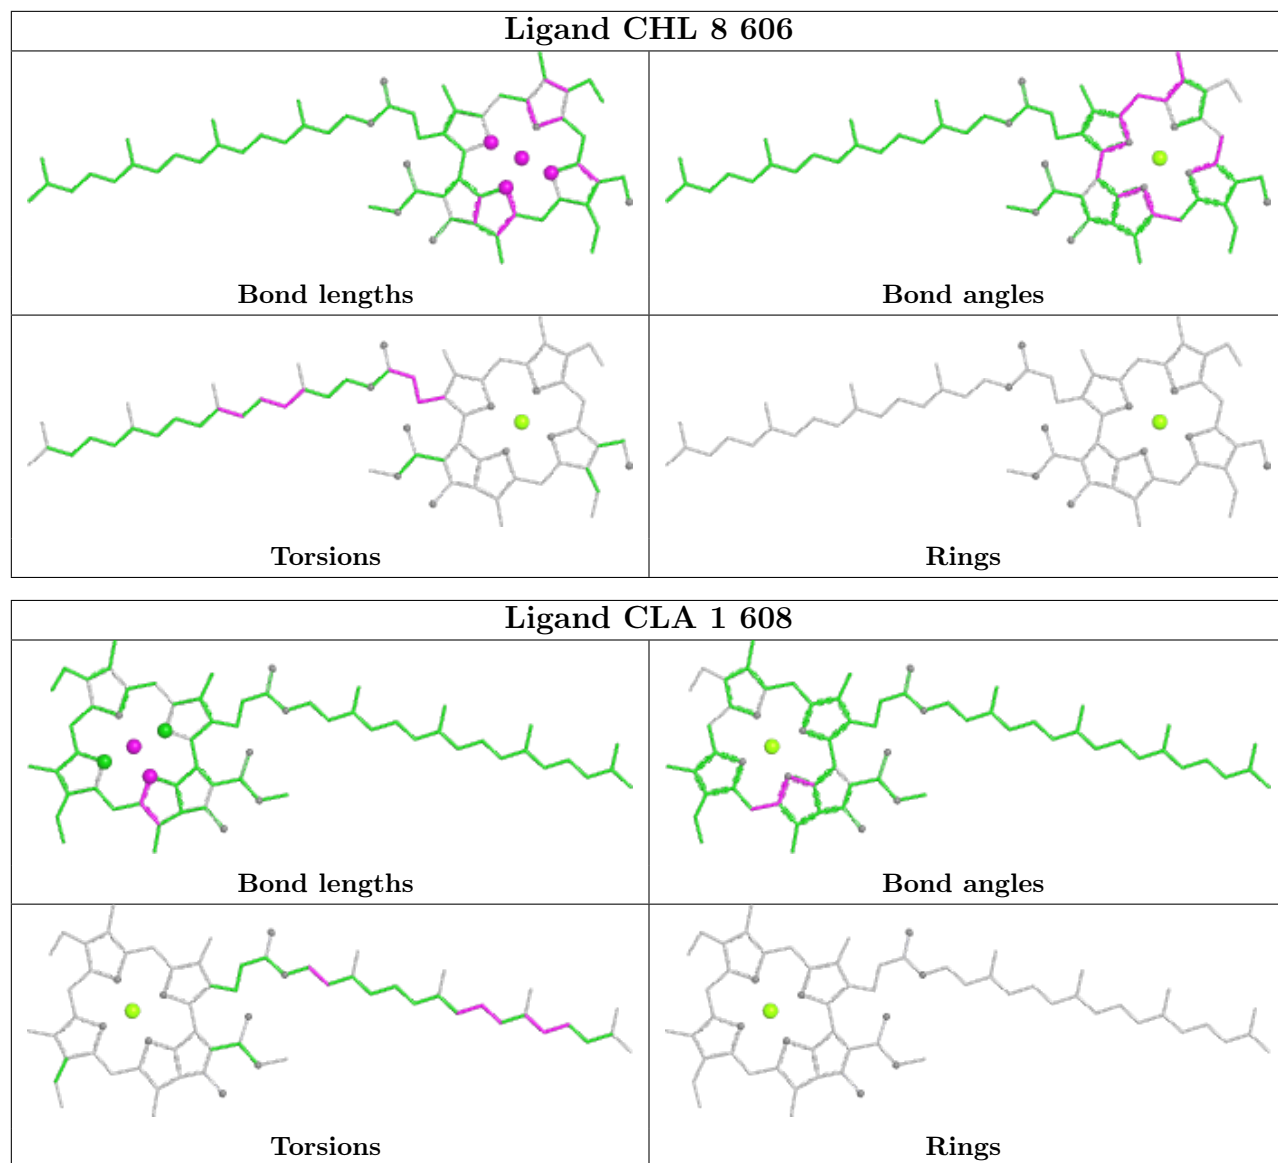 Ligand CHL 8 606
Bond lengths
Bond angles
Torsions
Rings
Ligand CLA 1 608
Bond lengths
Bond angles
Torsions
Rings